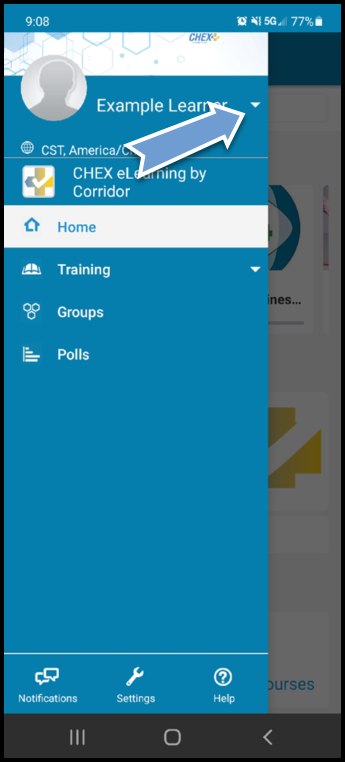 9:08
5G 77%
CHEX
Example Learner
CST, America/C
CHEX eLearning by
Corridor
Home
Training
ines...
Groups
Polls
Notifications
Settings
Help
ourses